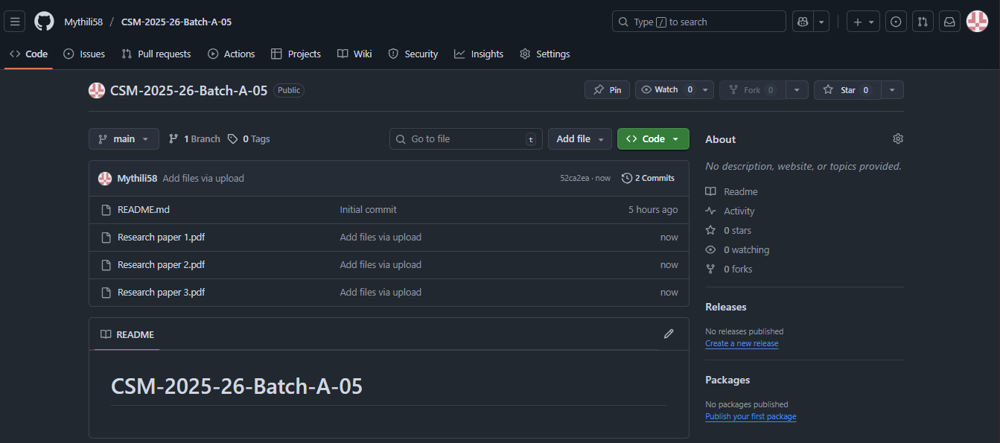 Mythili58 / CSM-2025-26-Batch-A-05 Type / to search
Code Issues Pull requests Actions Projects Wiki Security Insights Settings
CSM-2025-26-Batch-A-05 Public Pin Watch 0 Fork 0 Star 0
main 1 Branch 0 Tags Go to file t Add file Code
Mythili58 Add files via upload 52ca2ea · now 2 Commits
README.md Initial commit 5 hours ago
Research paper 1.pdf Add files via upload now
Research paper 2.pdf Add files via upload now
Research paper 3.pdf Add files via upload now
README
CSM-2025-26-Batch-A-05
About
No description, website, or topics provided.
Readme
Activity
0 stars
0 watching
0 forks
Releases
No releases published
Create a new release
Packages
No packages published
Publish your first package